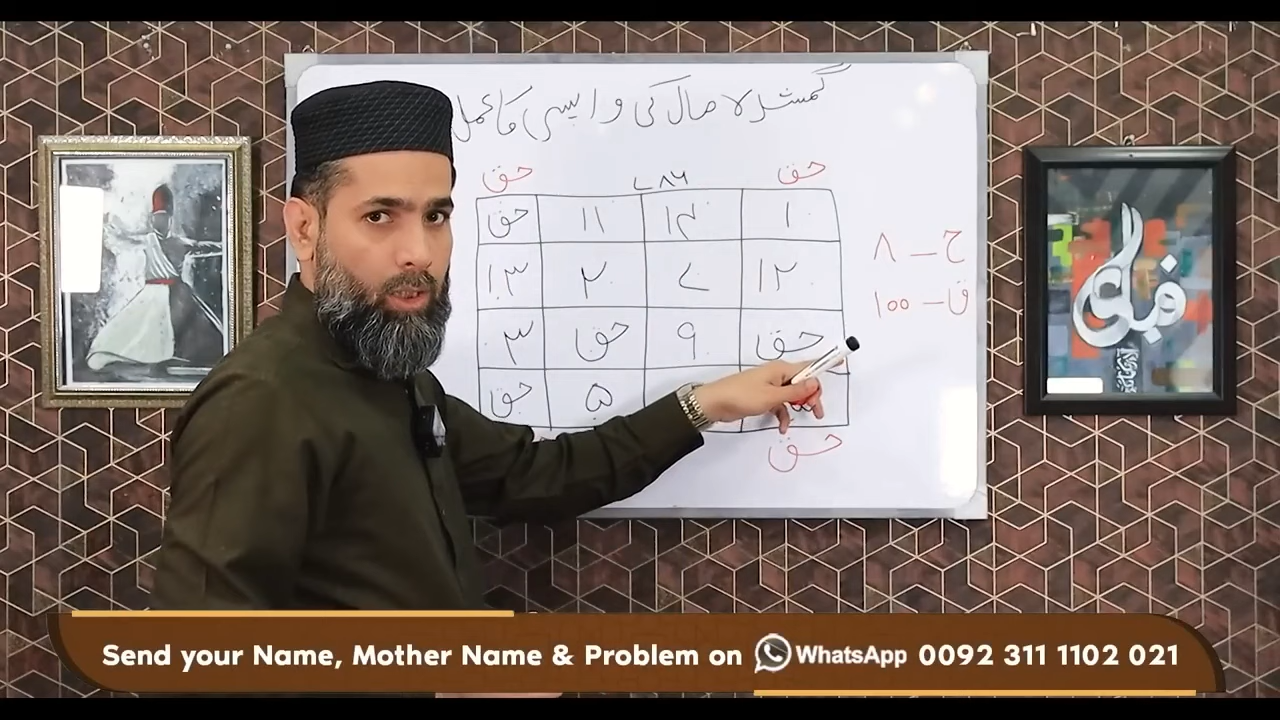 گمشدہ مال کی واپسی کا عمل
حق ۷۸۶ حق
۱ ۱۴ ۱۱ حق
۱۲ ۷ ۲ ۱۳
حق ۹ حق ۳
۵ حق
حق
ح – ۸
ق – ۱۰۰
فبأي
Send your Name, Mother Name & Problem on WhatsApp 0092 311 1102 021